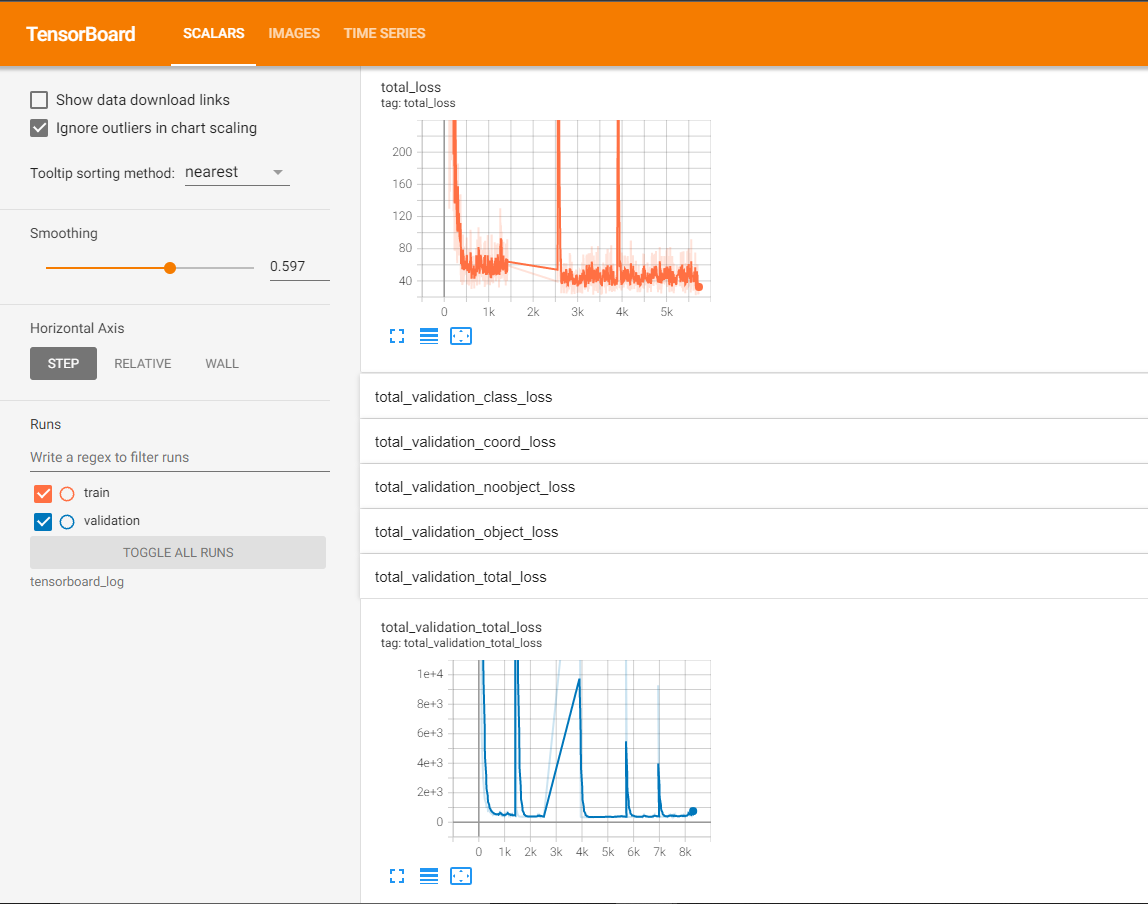 TensorBoard SCALARS IMAGES TIME SERIES
Show data download links
Ignore outliers in chart scaling
Tooltip sorting method: nearest
Smoothing
0.597
Horizontal Axis
STEP RELATIVE WALL
Runs
Write a regex to filter runs
train
validation
TOGGLE ALL RUNS
tensorboard_log
total_loss
tag: total_loss
200
160
120
80
40
0 1k 2k 3k 4k 5k
total_validation_class_loss
total_validation_coord_loss
total_validation_noobject_loss
total_validation_object_loss
total_validation_total_loss
total_validation_total_loss
tag: total_validation_total_loss
1e+4
8e+3
6e+3
4e+3
2e+3
0
0 1k 2k 3k 4k 5k 6k 7k 8k